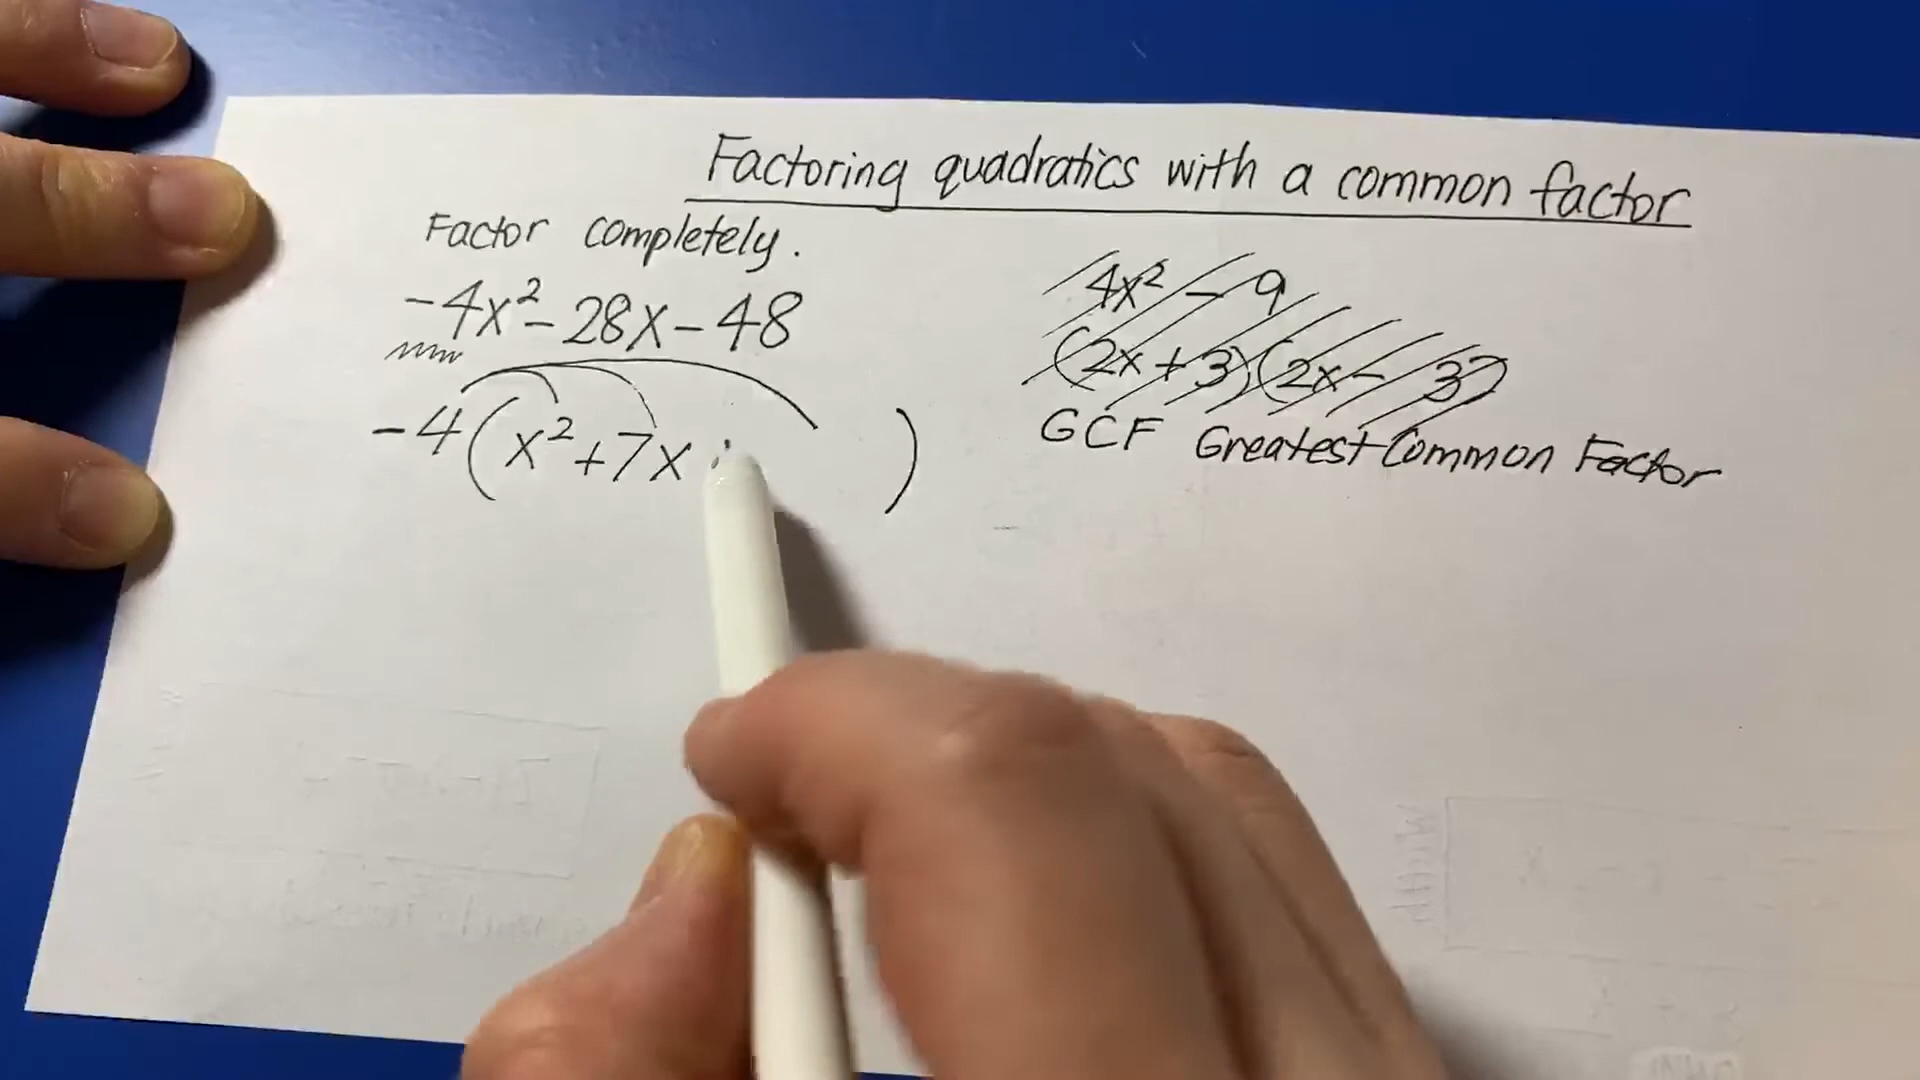 Factoring quadratics with a common factor
Factor completely.
-4x² - 28x - 48
-4(x² + 7x )
4x² - 9
(2x + 3)(2x - 3)
GCF Greatest Common Factor